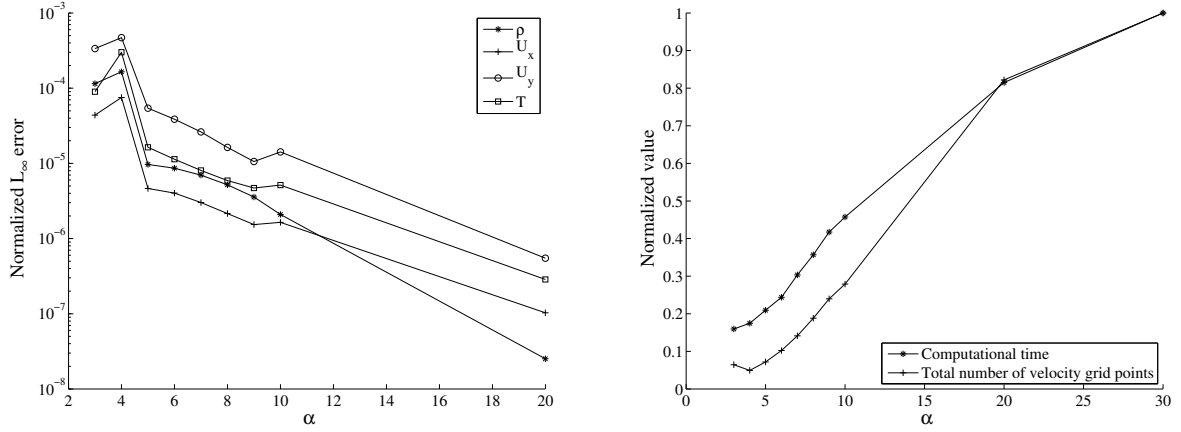 10⁻³
10⁻⁴
10⁻⁵
10⁻⁶
10⁻⁷
10⁻⁸
Normalized L∞ error
2 4 6 8 10 12 14 16 18 20
α
ρ
U_x
U_y
T
1
0.9
0.8
0.7
0.6
0.5
0.4
0.3
0.2
0.1
0
Normalized value
0 5 10 15 20 25 30
α
Computational time
Total number of velocity grid points